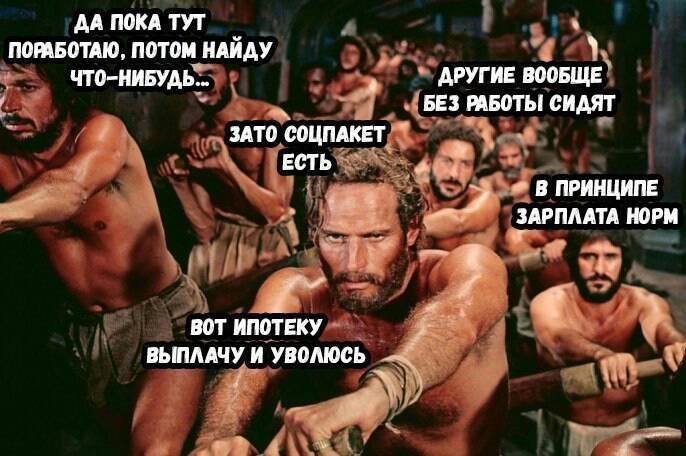 ДА ПОКА ТУТ
ПОРАБОТАЮ, ПОТОМ НАЙДУ
ЧТО-НИБУДЬ...
ДРУГИЕ ВООБЩЕ
БЕЗ РАБОТЫ СИДЯТ
ЗАТО СОЦПАКЕТ
ЕСТЬ
В ПРИНЦИПЕ
ЗАРПЛАТА НОРМ
ВОТ ИПОТЕКУ
ВЫПЛАЧУ И УВОЛЮСЬ